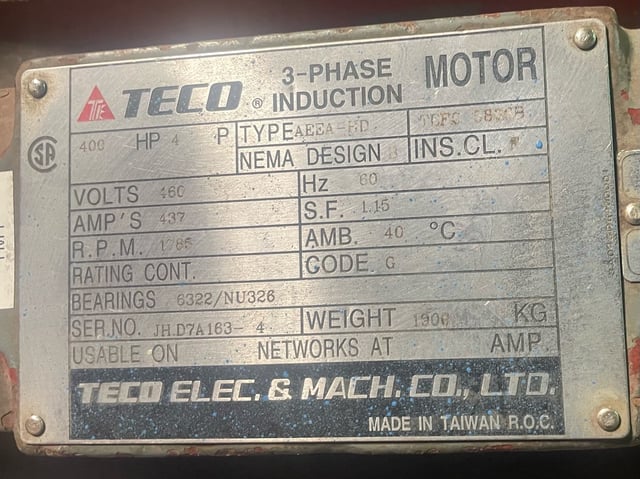 TECO ® 3-PHASE INDUCTION MOTOR
400 HP 4 P TYPE AEEA-HD TEFC
NEMA DESIGN B INS.CL. F
VOLTS 460 Hz 60
AMP'S 437 S.F. 1.15
R.P.M. 1785 AMB. 40 °C
RATING CONT. CODE G
BEARINGS 6322/NU326
SER.NO. JH D7A163- 4 WEIGHT 1900 KG
USABLE ON NETWORKS AT AMP.
TECO ELEC. & MACH. CO., LTD.
MADE IN TAIWAN R.O.C.